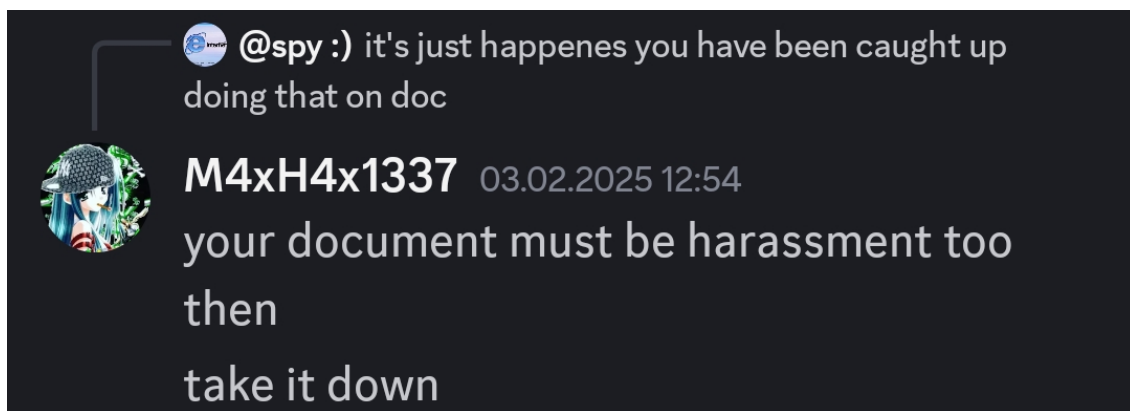 @spy :) it's just happenes you have been caught up
doing that on doc
M4xH4x1337 03.02.2025 12:54
your document must be harassment too
then
take it down